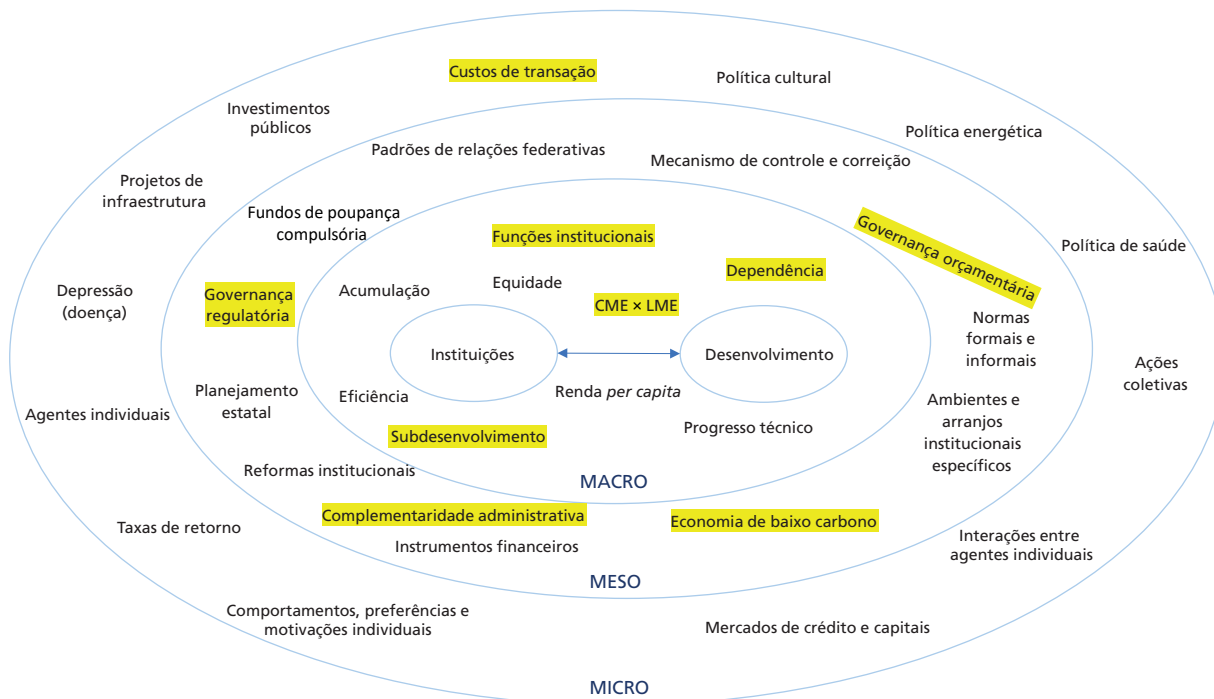 Custos de transação
Política cultural
Investimentos
públicos
Política energética
Padrões de relações federativas
Mecanismo de controle e correição
Projetos de
infraestrutura
Fundos de poupança
compulsória
Funções institucionais
Governança orçamentária
Política de saúde
Dependência
Equidade
Acumulação
Depressão
(doença)
Governança
regulatória
CME × LME
Normas
formais e
informais
Instituições
Desenvolvimento
Ações
coletivas
Planejamento
estatal
Eficiência
Renda per capita
Agentes individuais
Ambientes e
arranjos
institucionais
específicos
Subdesenvolvimento
Progresso técnico
Reformas institucionais
MACRO
Taxas de retorno
Complementaridade administrativa
Economia de baixo carbono
Instrumentos financeiros
Interações entre
agentes individuais
MESO
Comportamentos, preferências e
motivações individuais
Mercados de crédito e capitais
MICRO